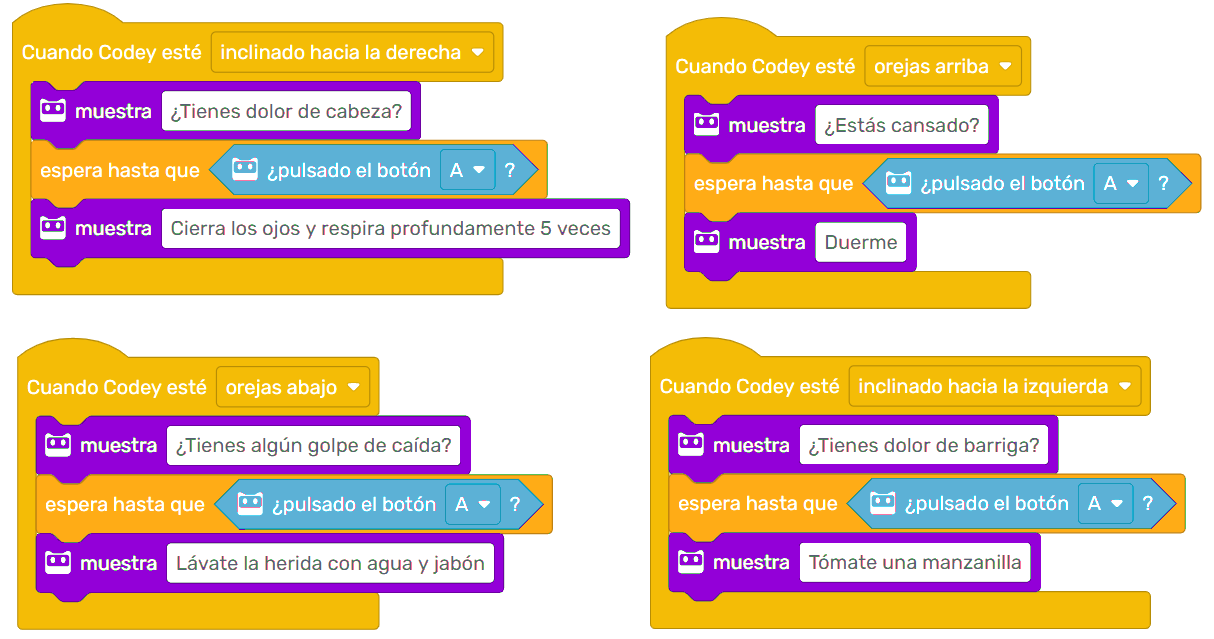 Cuando Codey esté inclinado hacia la derecha
muestra ¿Tienes dolor de cabeza?
espera hasta que ¿pulsado el botón A ?
muestra Cierra los ojos y respira profundamente 5 veces
Cuando Codey esté orejas arriba
muestra ¿Estás cansado?
espera hasta que ¿pulsado el botón A ?
muestra Duerme
Cuando Codey esté orejas abajo
muestra ¿Tienes algún golpe de caída?
espera hasta que ¿pulsado el botón A ?
muestra Lávate la herida con agua y jabón
Cuando Codey esté inclinado hacia la izquierda
muestra ¿Tienes dolor de barriga?
espera hasta que ¿pulsado el botón A ?
muestra Tómate una manzanilla